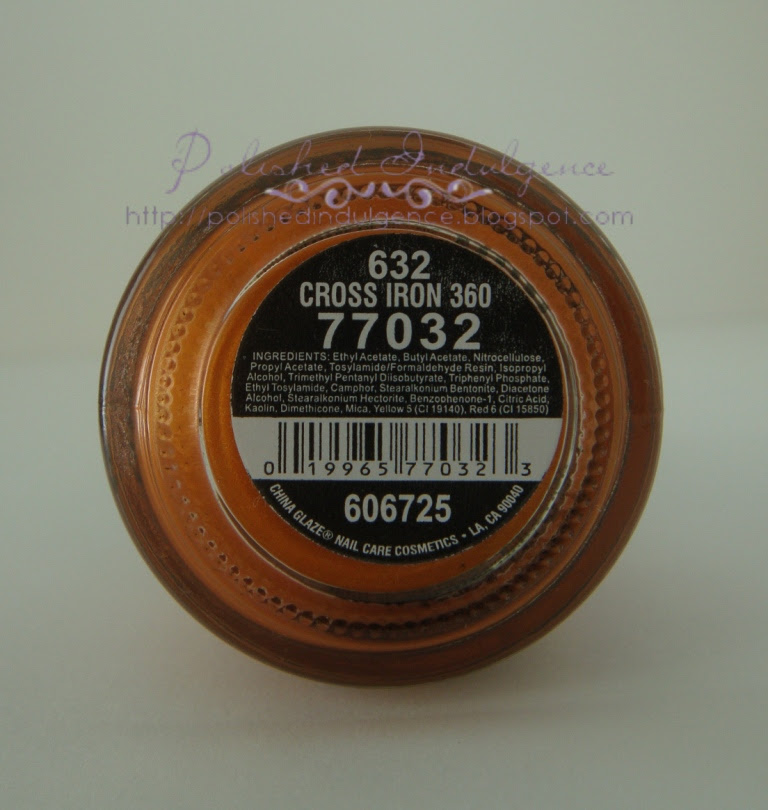 Polished Indulgence
http://polishedindulgence.blogspot.com/
632
CROSS IRON 360
77032
INGREDIENTS: Ethyl Acetate, Butyl Acetate, Nitrocellulose,
Propyl Acetate, Tosylamide/Formaldehyde Resin, Isopropyl
Alcohol, Trimethyl Pentanyl Diisobutyrate, Triphenyl Phosphate,
Ethyl Tosylamide, Camphor, Stearalkonium Bentonite, Diacetone
Alcohol, Stearalkonium Hectorite, Benzophenone-1, Citric Acid,
Kaolin, Dimethicone, Mica, Yellow 5 (CI 19140), Red 6 (CI 15850)
0 19965 77032 3
606725
CHINA GLAZE® NAIL CARE COSMETICS • LA, CA 90040